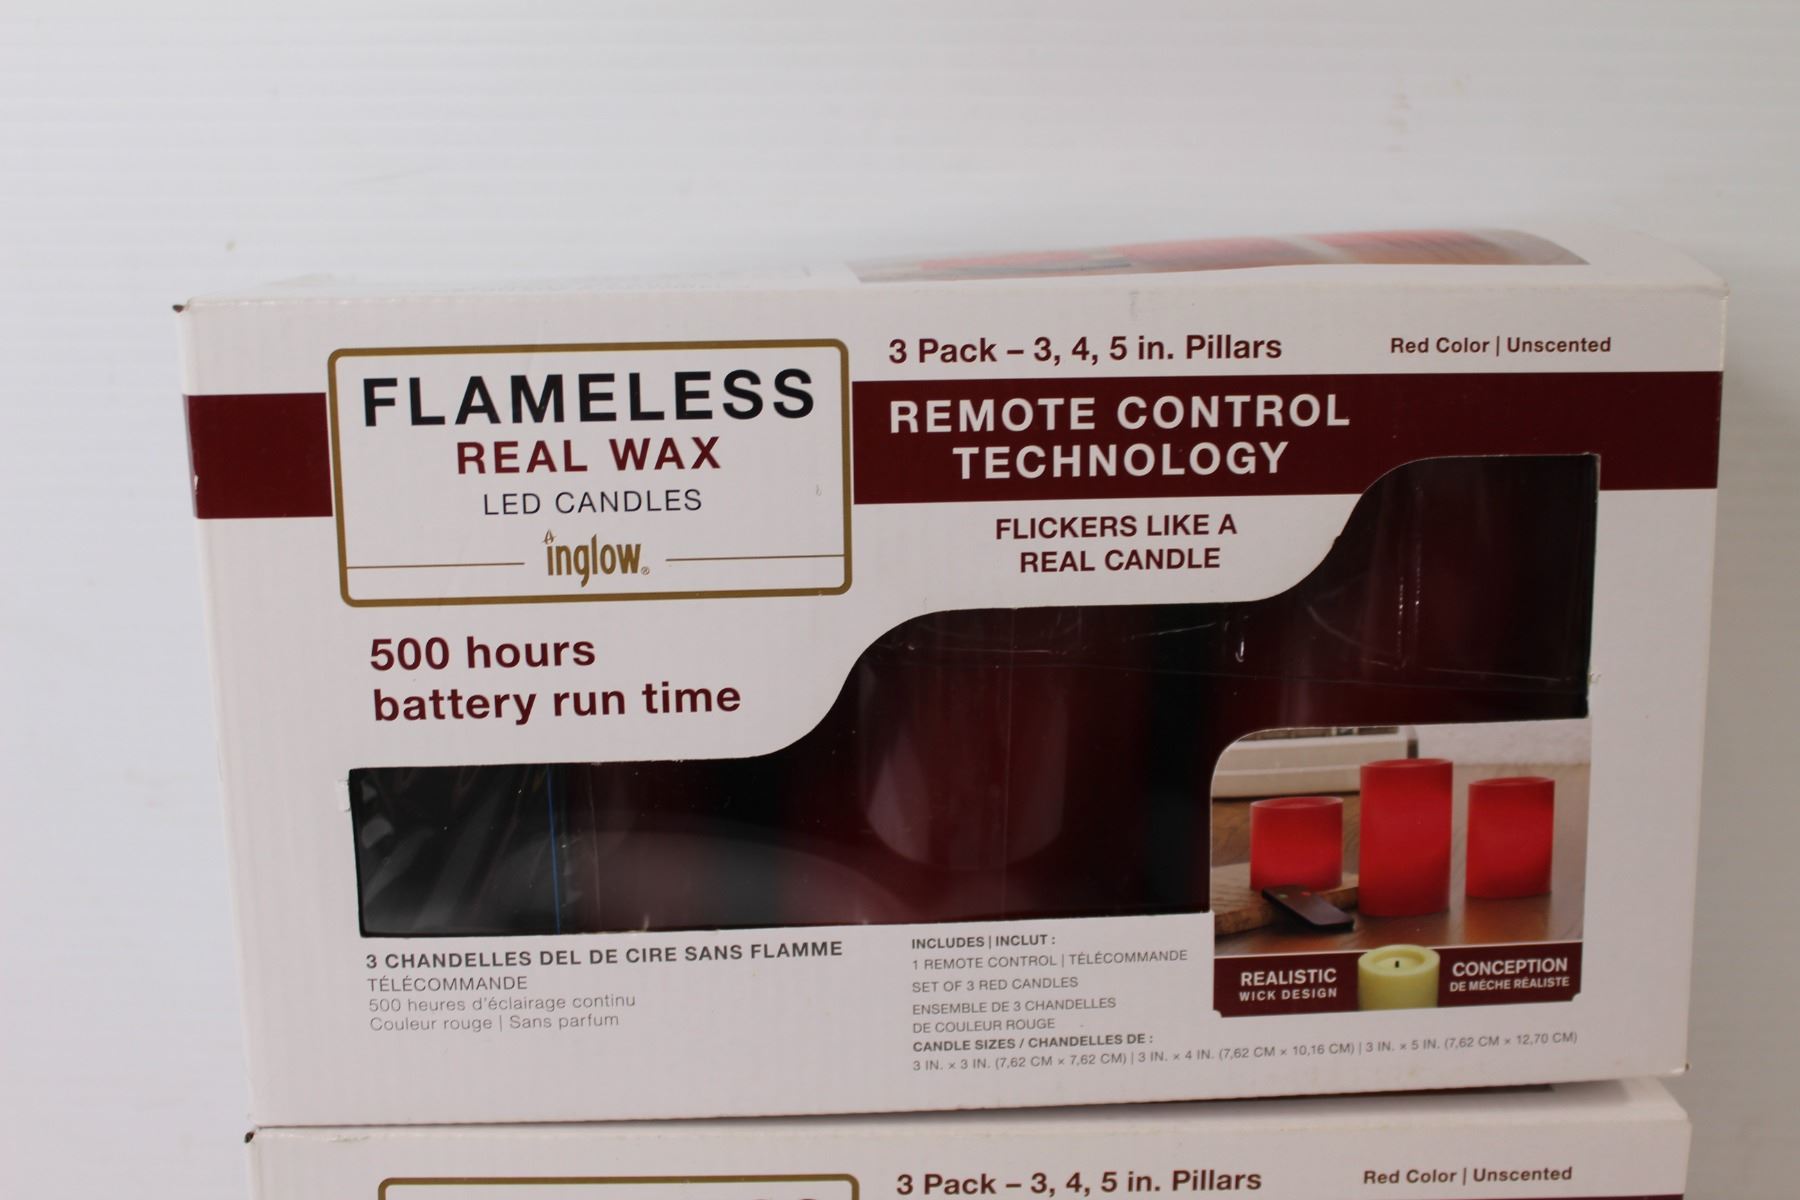 3 Pack – 3, 4, 5 in. Pillars
Red Color | Unscented
FLAMELESS
REAL WAX
LED CANDLES
inglow®
REMOTE CONTROL
TECHNOLOGY
FLICKERS LIKE A
REAL CANDLE
500 hours
battery run time
3 CHANDELLES DEL DE CIRE SANS FLAMME
TÉLÉCOMMANDE
500 heures d'éclairage continu
Couleur rouge | Sans parfum
INCLUDES | INCLUT :
1 REMOTE CONTROL | TÉLÉCOMMANDE
SET OF 3 RED CANDLES
ENSEMBLE DE 3 CHANDELLES
DE COULEUR ROUGE
CANDLE SIZES / CHANDELLES DE :
3 IN. × 3 IN. (7,62 CM × 7,62 CM) | 3 IN. × 4 IN. (7,62 CM × 10,16 CM) | 3 IN. × 5 IN. (7,62 CM × 12,70 CM)
REALISTIC
WICK DESIGN
CONCEPTION
DE MÈCHE RÉALISTE
3 Pack – 3, 4, 5 in. Pillars
Red Color | Unscented